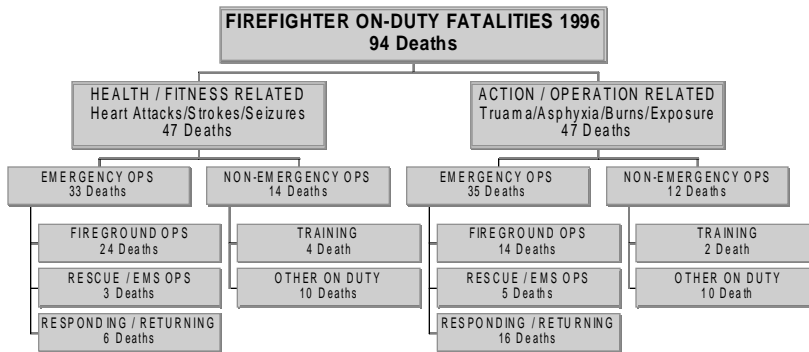 FIREFIGHTER ON-DUTY FATALITIES 1996
94 Deaths
HEALTH / FITNESS RELATED
Heart Attacks/Strokes/Seizures
47 Deaths
ACTION / OPERATION RELATED
Truama/Asphyxia/Burns/Exposure
47 Deaths
EMERGENCY OPS
33 Deaths
NON-EMERGENCY OPS
14 Deaths
EMERGENCY OPS
35 Deaths
NON-EMERGENCY OPS
12 Deaths
FIREGROUND OPS
24 Deaths
TRAINING
4 Death
FIREGROUND OPS
14 Deaths
TRAINING
2 Death
RESCUE / EMS OPS
3 Deaths
OTHER ON DUTY
10 Deaths
RESCUE / EMS OPS
5 Deaths
OTHER ON DUTY
10 Death
RESPONDING / RETURNING
6 Deaths
RESPONDING / RETURNING
16 Deaths